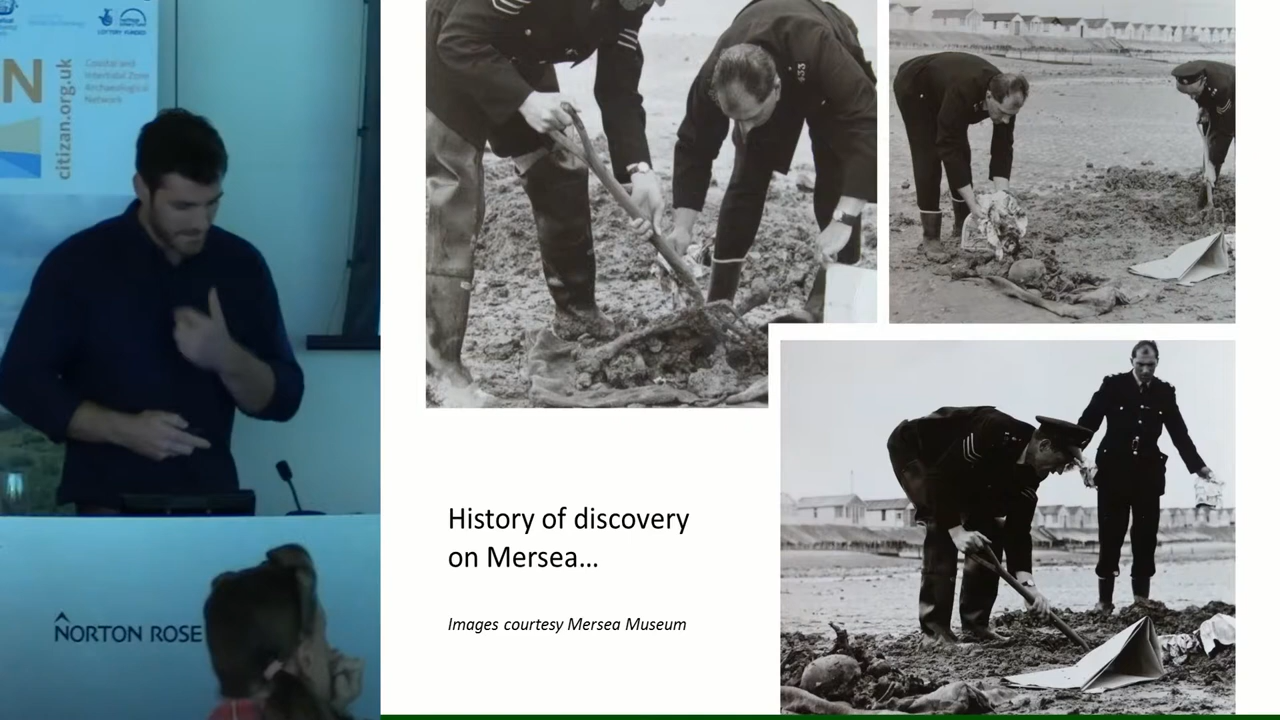 LOTTERY FUNDED
N
citizan.org.uk
Coastal and
Intertidal Zone
Archaeological
Network
NORTON ROSE
433
History of discovery
on Mersea...
Images courtesy Mersea Museum